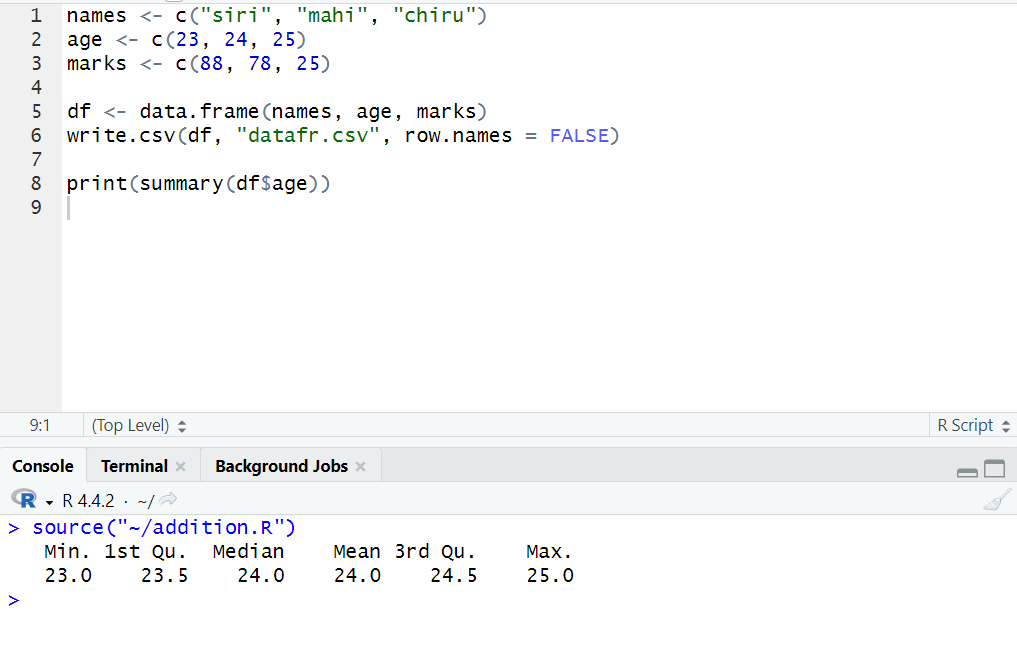 1 names <- c("siri", "mahi", "chiru")
2 age <- c(23, 24, 25)
3 marks <- c(88, 78, 25)
4
5 df <- data.frame(names, age, marks)
6 write.csv(df, "datafr.csv", row.names = FALSE)
7
8 print(summary(df$age))
9
9:1 (Top Level) R Script
Console Terminal × Background Jobs ×
R R 4.4.2 · ~/
> source("~/addition.R")
   Min. 1st Qu.  Median    Mean 3rd Qu.    Max.
   23.0    23.5    24.0    24.0    24.5    25.0
>